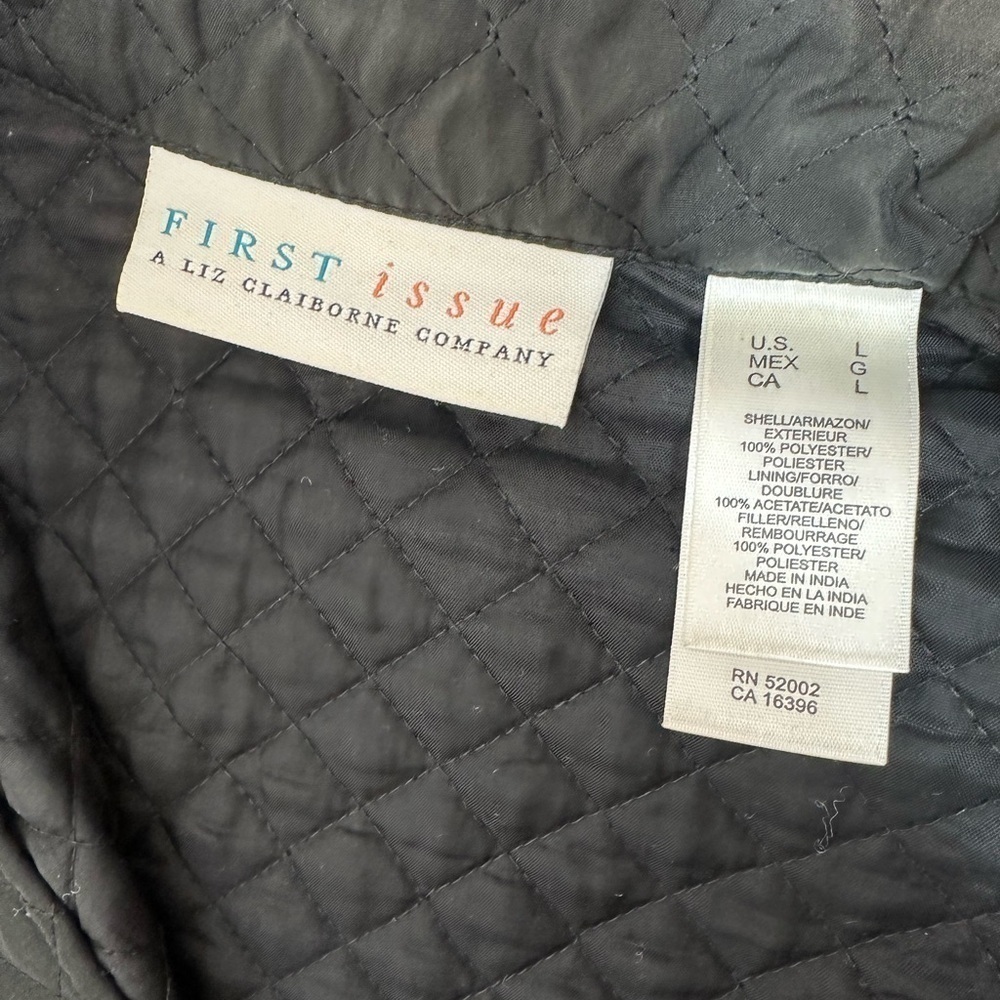 FIRST issue
A LIZ CLAIBORNE COMPANY
U.S. L
MEX G
CA L
SHELL/ARMAZON/
EXTERIEUR
100% POLYESTER/
POLIESTER
LINING/FORRO/
DOUBLURE
100% ACETATE/ACETATO
FILLER/RELLENO/
REMBOURRAGE
100% POLYESTER/
POLIESTER
MADE IN INDIA
HECHO EN LA INDIA
FABRIQUE EN INDE
RN 52002
CA 16396